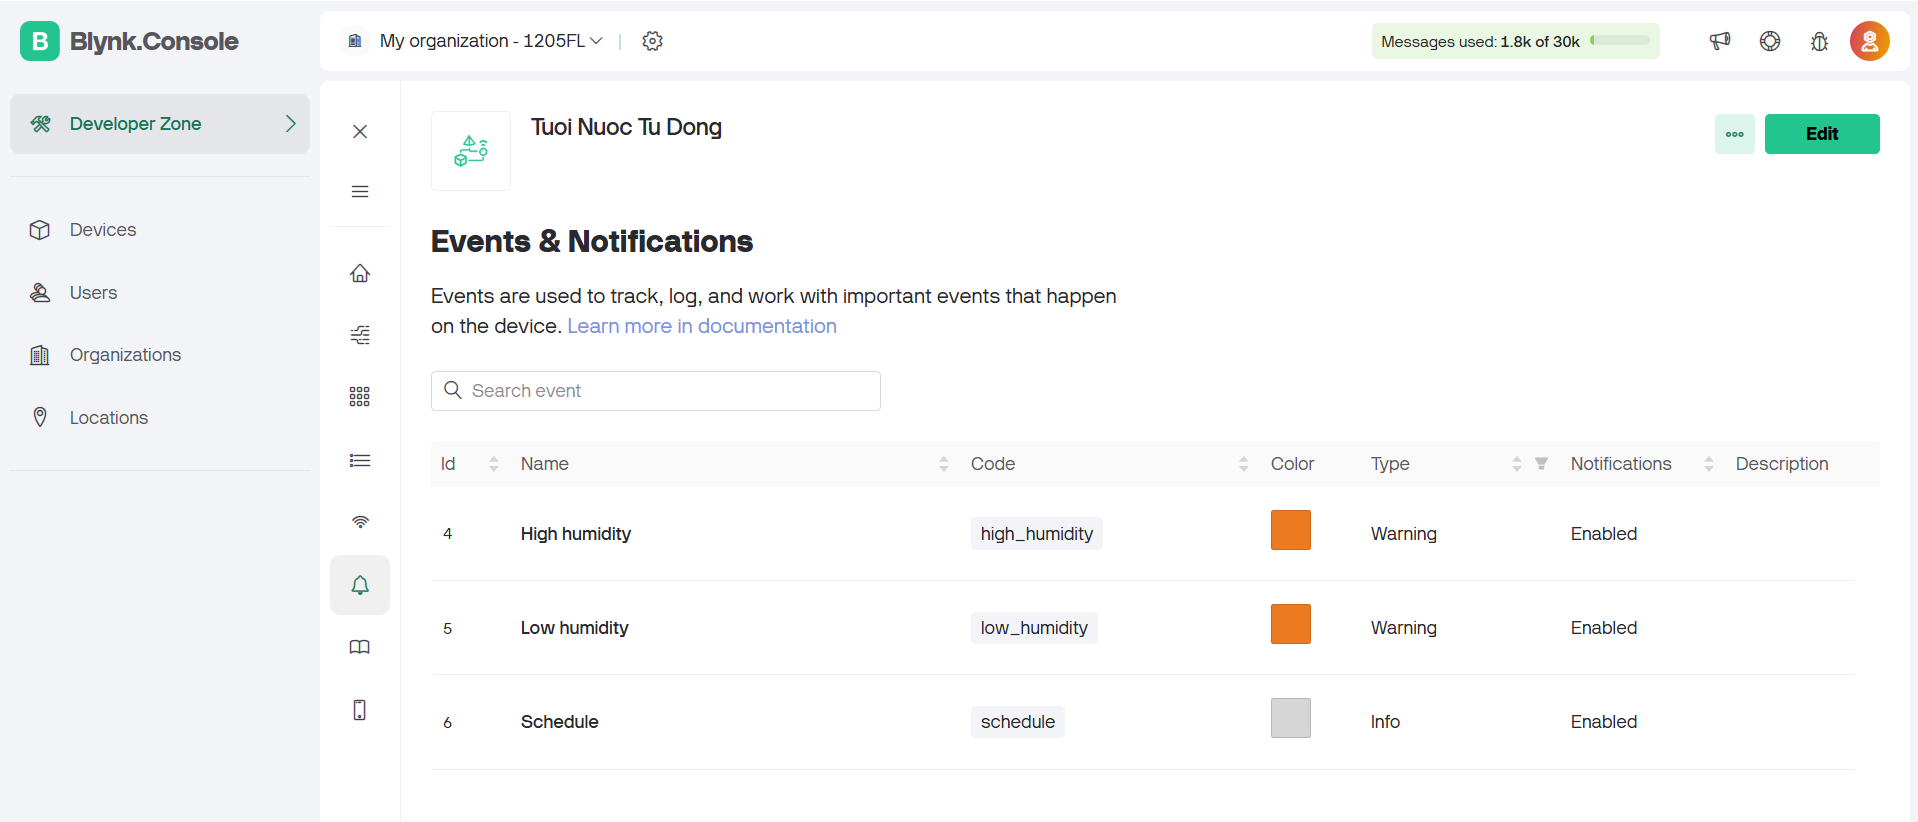 B Blynk.Console
My organization - 1205FL
Messages used: 1.8k of 30k
Developer Zone
Devices
Users
Organizations
Locations
Tuoi Nuoc Tu Dong
Edit
Events & Notifications
Events are used to track, log, and work with important events that happen
on the device. Learn more in documentation
Search event
Id Name Code Color Type Notifications Description
4 High humidity high_humidity Warning Enabled
5 Low humidity low_humidity Warning Enabled
6 Schedule schedule Info Enabled